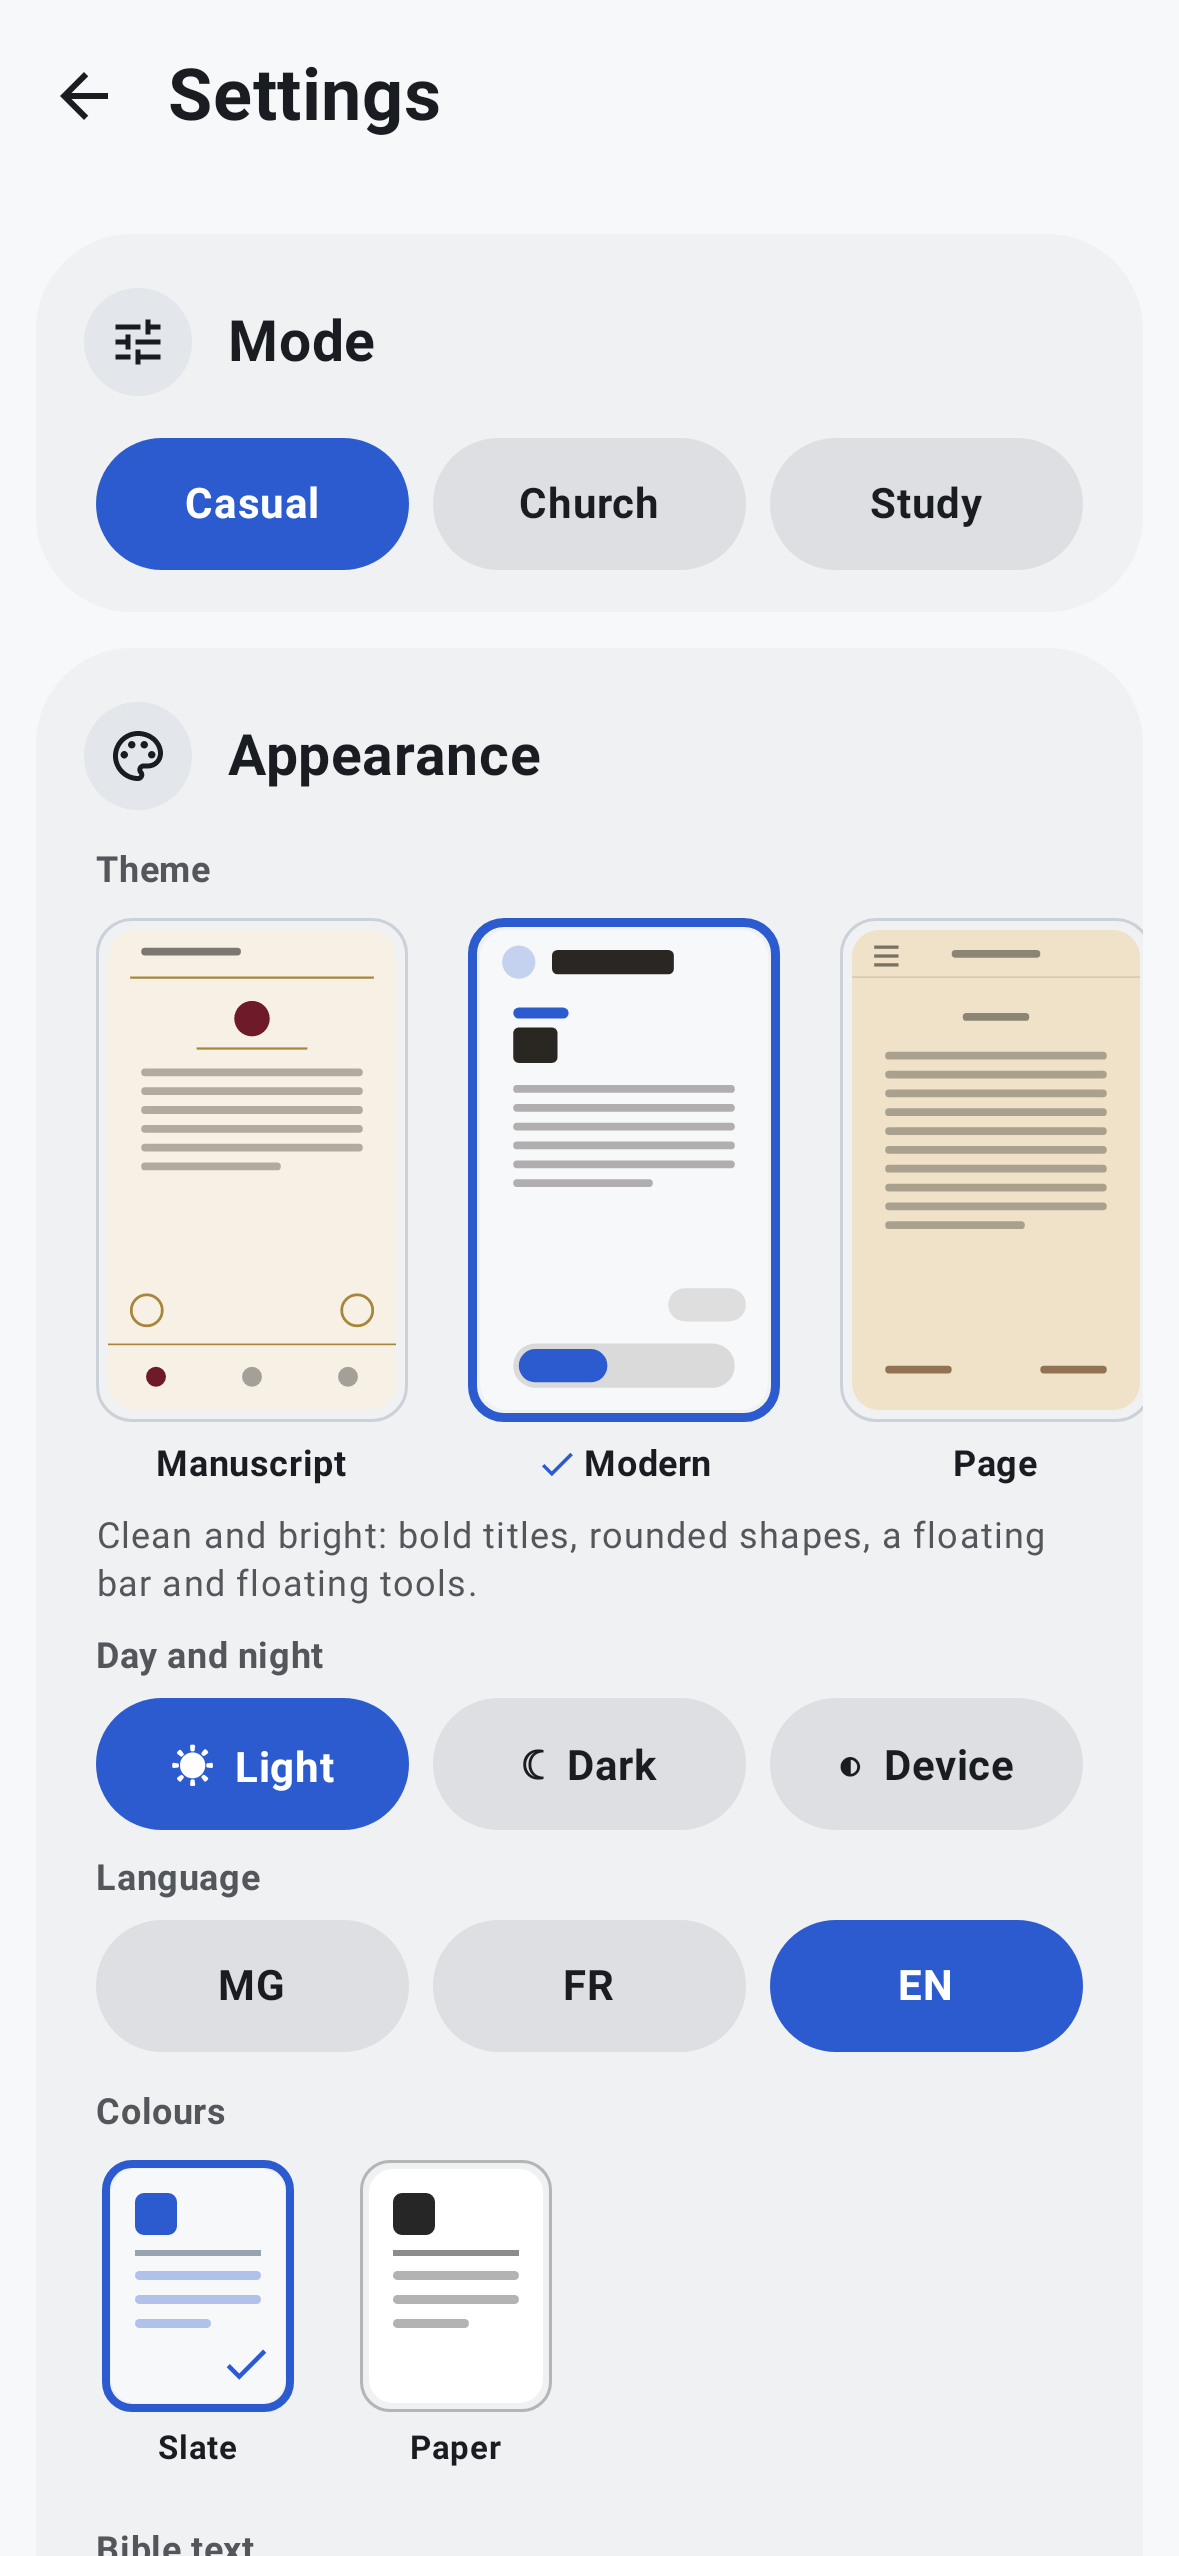 Settings
Mode
Casual
Church
Study
Appearance
Theme
Manuscript
Modern
Page
Clean and bright: bold titles, rounded shapes, a floating
bar and floating tools.
Day and night
Light
Dark
Device
Language
MG
FR
EN
Colours
Slate
Paper
Bible text